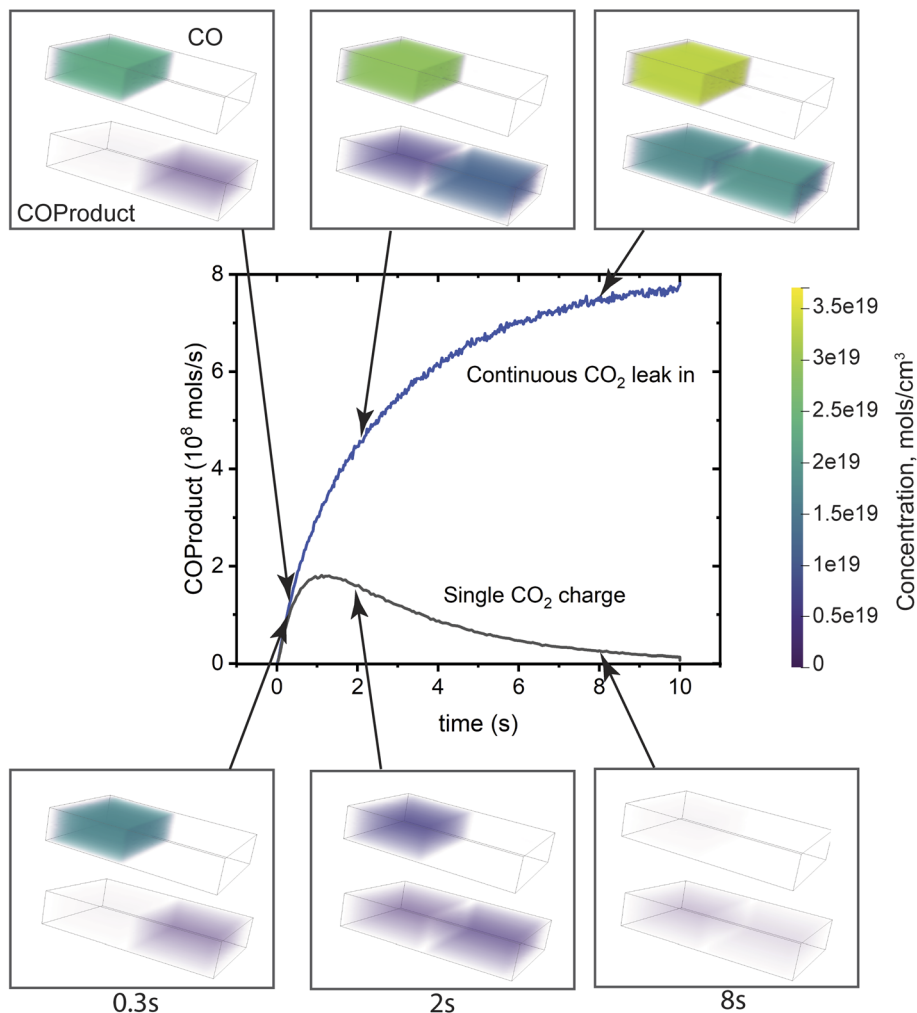 CO
COProduct
8
6
4
2
0
COProduct (10⁸ mols/s)
Continuous CO₂ leak in
Single CO₂ charge
0 2 4 6 8 10
time (s)
3.5e19
3e19
2.5e19
2e19
1.5e19
1e19
0.5e19
0
Concentration, mols/cm³
0.3s 2s 8s